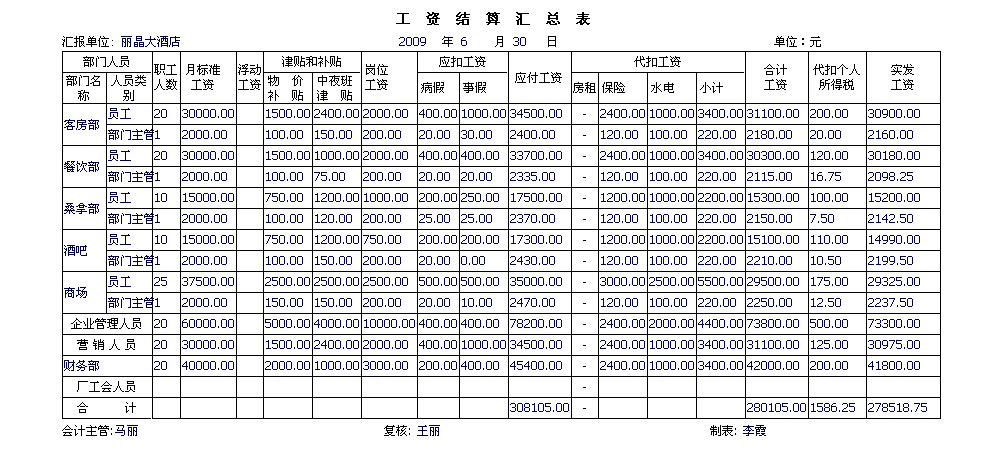 工 资 结 算 汇 总 表
汇报单位: 丽晶大酒店 2009 年 6 月 30 日 单位：元
部门人员 职工人数 月标准工资 浮动工资 津贴和补贴 岗位工资 应扣工资 应付工资 代扣工资 合计工资 代扣个人所得税 实发工资
部门名称 人员类别 物价补贴 中夜班津贴 病假 事假 房租 保险 水电 小计
客房部 员工 20 30000.00 1500.00 2400.00 2000.00 400.00 1000.00 34500.00 - 2400.00 1000.00 3400.00 31100.00 200.00 30900.00
部门主管 1 2000.00 100.00 150.00 200.00 20.00 30.00 2400.00 - 120.00 100.00 220.00 2180.00 20.00 2160.00
餐饮部 员工 20 30000.00 1500.00 1000.00 2000.00 400.00 400.00 33700.00 - 2400.00 1000.00 3400.00 30300.00 120.00 30180.00
部门主管 1 2000.00 100.00 75.00 200.00 20.00 20.00 2335.00 - 120.00 100.00 220.00 2115.00 16.75 2098.25
桑拿部 员工 10 15000.00 750.00 1200.00 1000.00 200.00 250.00 17500.00 - 1200.00 1000.00 2200.00 15300.00 100.00 15200.00
部门主管 1 2000.00 100.00 120.00 200.00 25.00 25.00 2370.00 - 120.00 100.00 220.00 2150.00 7.50 2142.50
酒吧 员工 10 15000.00 750.00 1200.00 750.00 200.00 200.00 17300.00 - 1200.00 1000.00 2200.00 15100.00 110.00 14990.00
部门主管 1 2000.00 100.00 150.00 200.00 20.00 0.00 2430.00 - 120.00 100.00 220.00 2210.00 10.50 2199.50
商场 员工 25 37500.00 2500.00 2500.00 2500.00 500.00 500.00 35000.00 - 3000.00 2500.00 5500.00 29500.00 175.00 29325.00
部门主管 1 2000.00 150.00 150.00 200.00 20.00 10.00 2470.00 - 120.00 100.00 220.00 2250.00 12.50 2237.50
企业管理人员 20 60000.00 5000.00 4000.00 10000.00 400.00 400.00 78200.00 - 2400.00 2000.00 4400.00 73800.00 500.00 73300.00
营 销 人 员 20 30000.00 1500.00 2400.00 2000.00 400.00 1000.00 34500.00 - 2400.00 1000.00 3400.00 31100.00 125.00 30975.00
财务部 20 40000.00 2000.00 1000.00 3000.00 200.00 400.00 45400.00 - 2400.00 1000.00 3400.00 42000.00 200.00 41800.00
厂工会人员 -
合 计 308105.00 - 280105.00 1586.25 278518.75
会计主管:马丽 复核: 王丽 制表: 李霞